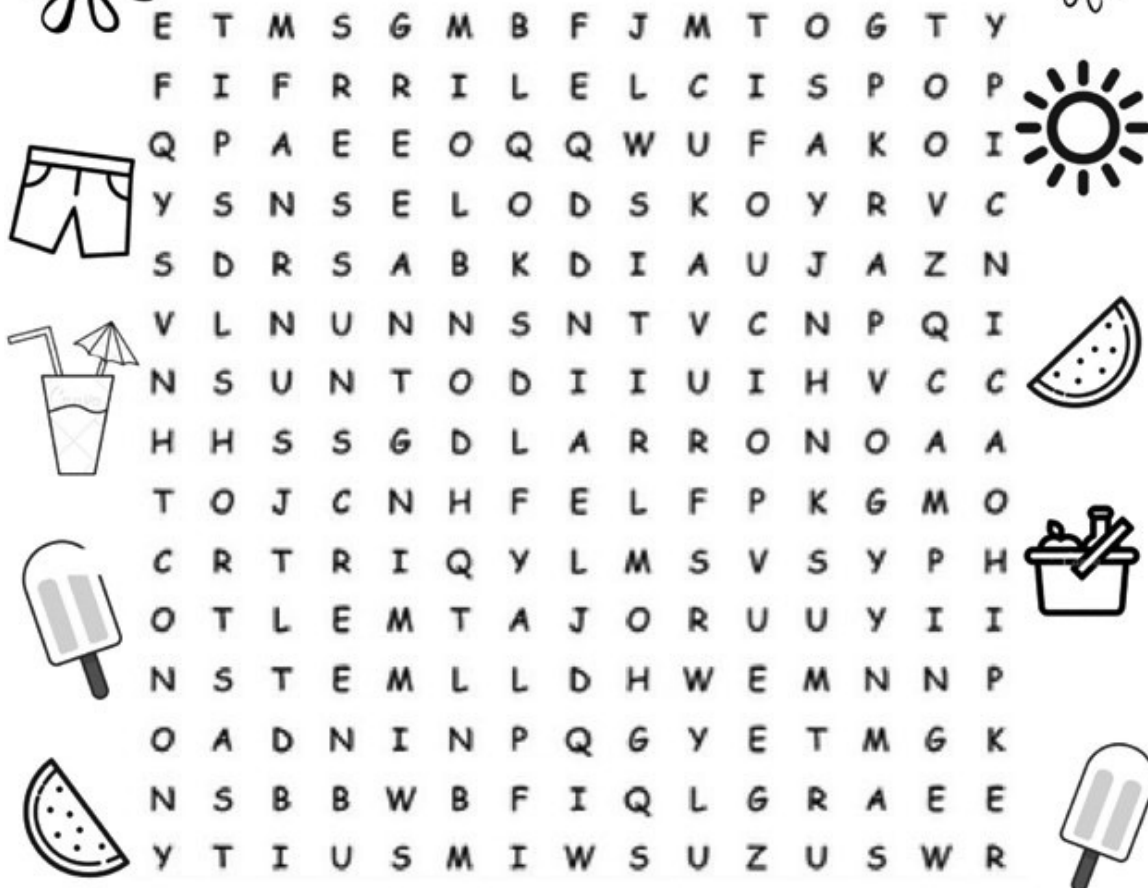 E T M S G M B F J M T O G T Y
F I F R R I L E L C I S P O P
Q P A E E O Q Q W U F A K O I
Y S N S E L O D S K O Y R V C
S D R S A B K D I A U J A Z N
V L N U N N S N T V C N P Q I
N S U N T O D I I U I H V C C
H H S S G D L A R R O N O A A
T O J C N H F E L F P K G M O
C R T R I Q Y L M S V S Y P H
O T L E M T A J O R U U Y I I
N S T E M L L D H W E M N N P
O A D N I N P Q G Y E T M G K
N S B B W B F I Q L G R A E E
Y T I U S M I W S U Z U S W R